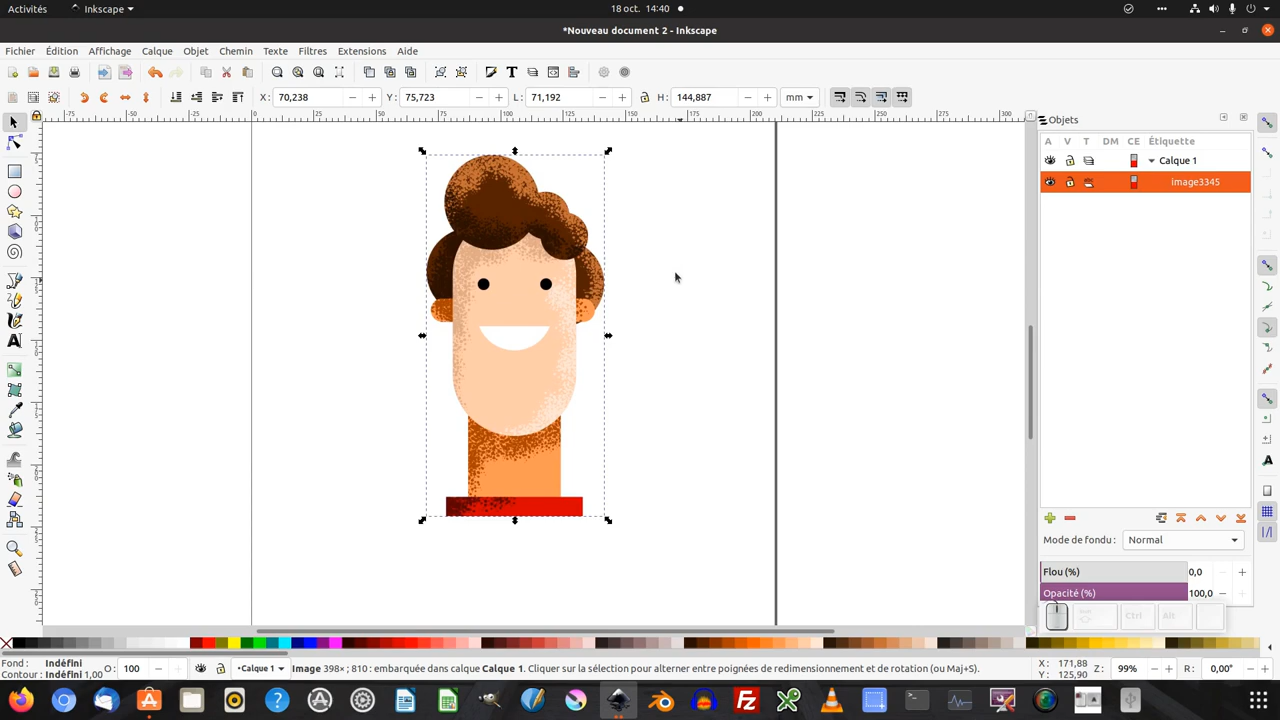 Activités
Inkscape
18 oct. 14:40
*Nouveau document 2 - Inkscape
Fichier Édition Affichage Calque Objet Chemin Texte Filtres Extensions Aide
X: 70,238 Y: 75,723 L: 71,192 H: 144,887 mm
Objets
A V T DM CE Étiquette
Calque 1
image3345
Mode de fondu : Normal
Flou (%) 0,0
Opacité (%) 100,0
Ctrl Alt
Fond : Indéfini
Contour : Indéfini 1,00
O: 100
•Calque 1
Image 398× ; 810 : embarquée dans calque Calque 1. Cliquer sur la sélection pour alterner entre poignées de redimensionnement et de rotation (ou Maj+S).
X: 171,88
Y: 125,90
Z: 99%
R: 0,00°